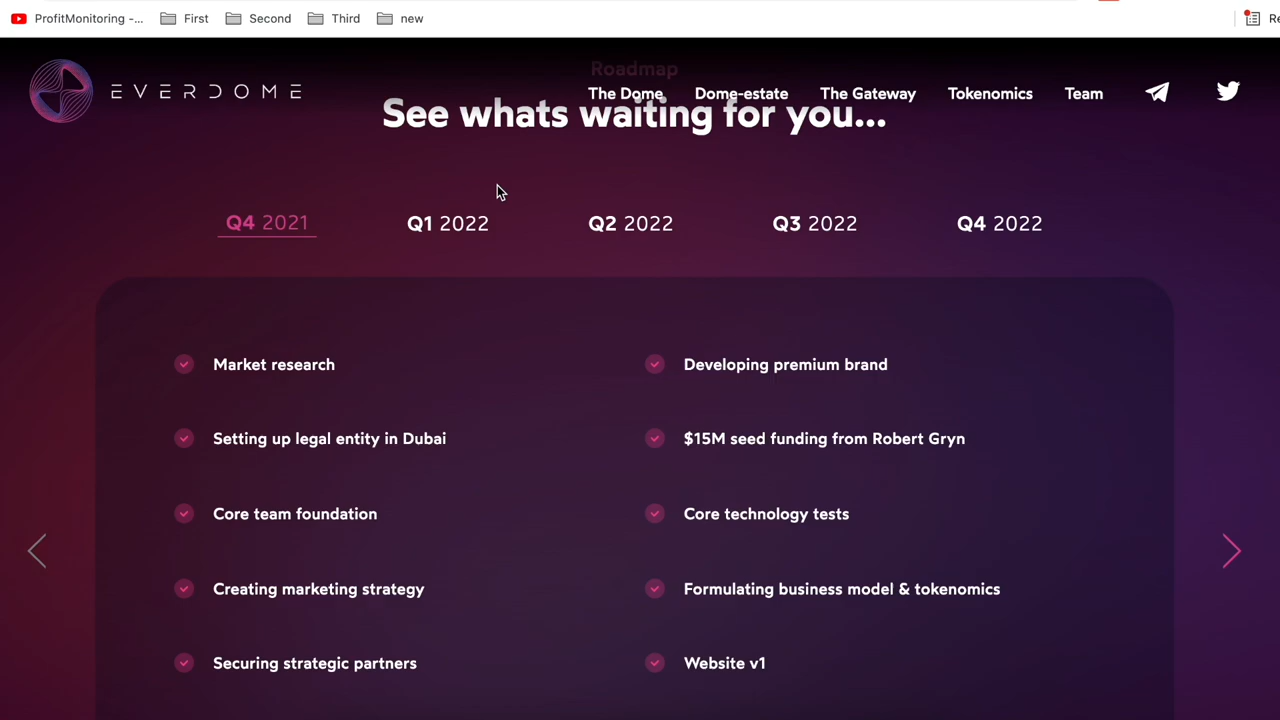 ProfitMonitoring -...
First
Second
Third
new
Re
EVERDOME
Roadmap
The Dome
Dome-estate
The Gateway
Tokenomics
Team
See whats waiting for you...
Q4 2021
Q1 2022
Q2 2022
Q3 2022
Q4 2022
Market research
Developing premium brand
Setting up legal entity in Dubai
$15M seed funding from Robert Gryn
Core team foundation
Core technology tests
Creating marketing strategy
Formulating business model & tokenomics
Securing strategic partners
Website v1